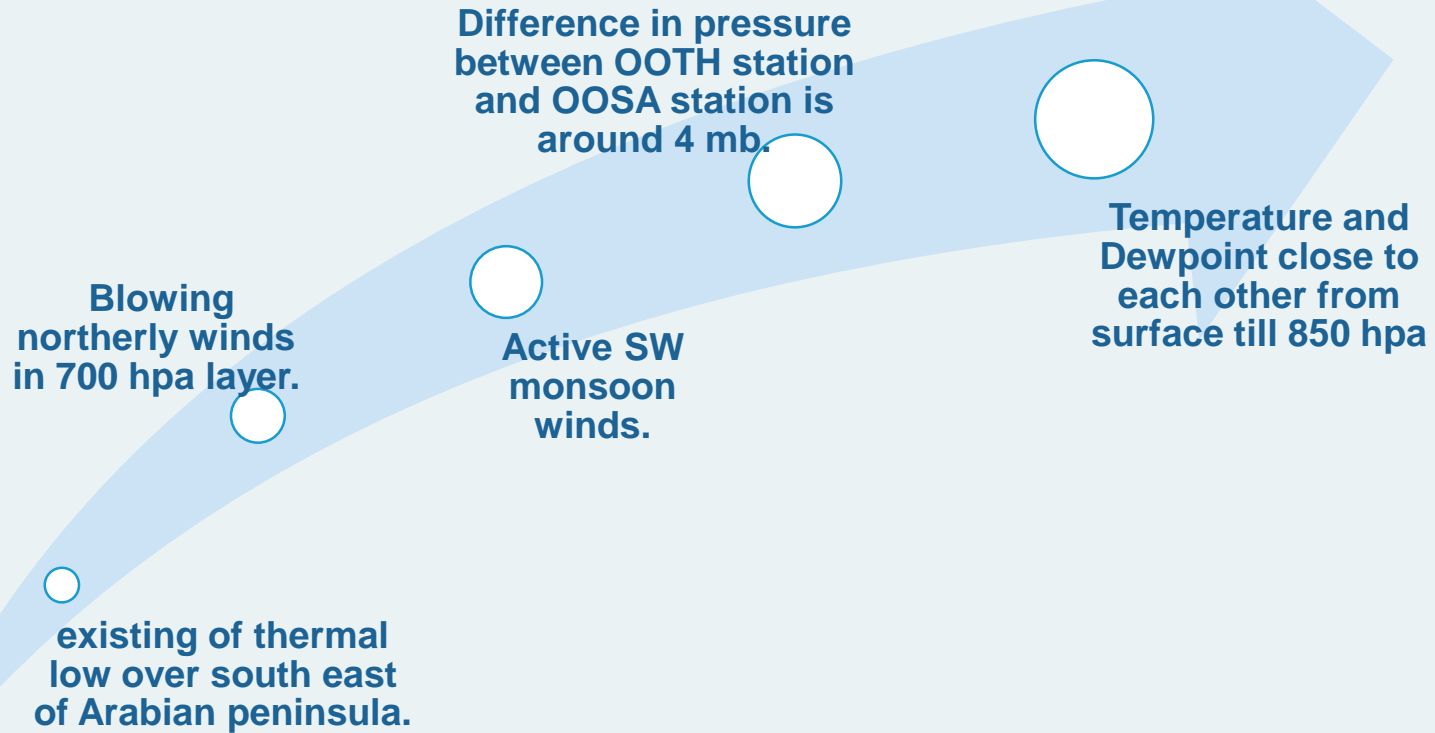 existing of thermal
low over south east
of Arabian peninsula.
Blowing
northerly winds
in 700 hpa layer.
Active SW
monsoon
winds.
Difference in pressure
between OOTH station
and OOSA station is
around 4 mb.
Temperature and
Dewpoint close to
each other from
surface till 850 hpa